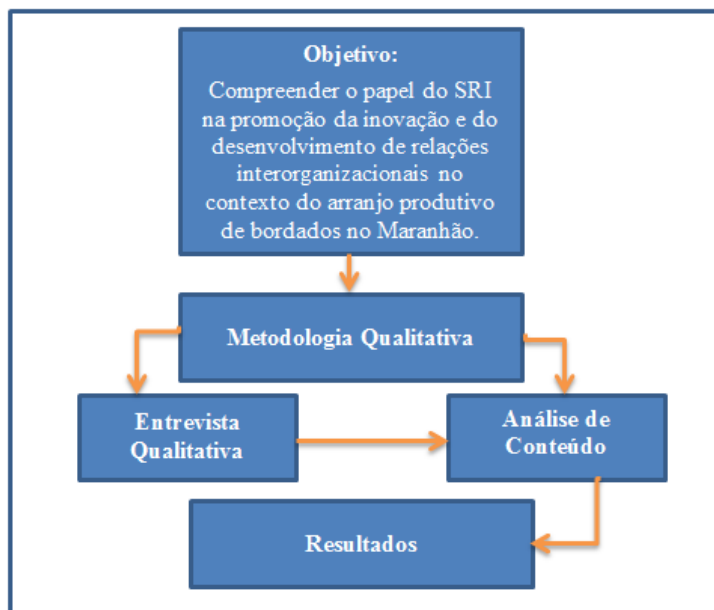 Objetivo:
Compreender o papel do SRI
na promoção da inovação e do
desenvolvimento de relações
interorganizacionais no
contexto do arranjo produtivo
de bordados no Maranhão.
Metodologia Qualitativa
Entrevista
Qualitativa
Análise de
Conteúdo
Resultados